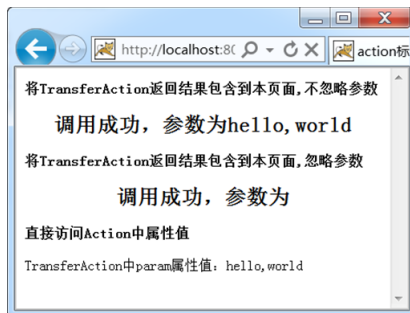 http://localhost:80
action标
将TransferAction返回结果包含到本页面,不忽略参数
调用成功，参数为hello,world
将TransferAction返回结果包含到本页面,忽略参数
调用成功，参数为
直接访问Action中属性值
TransferAction中param属性值：hello,world